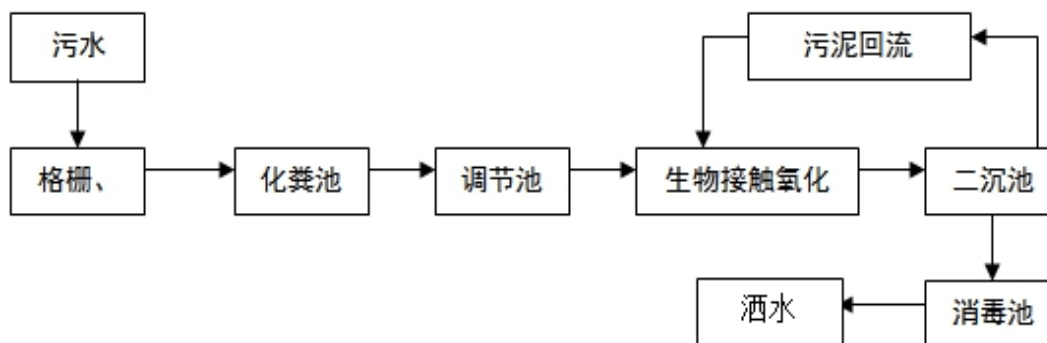 污水
污泥回流
格栅、
化粪池
调节池
生物接触氧化
二沉池
洒水
消毒池